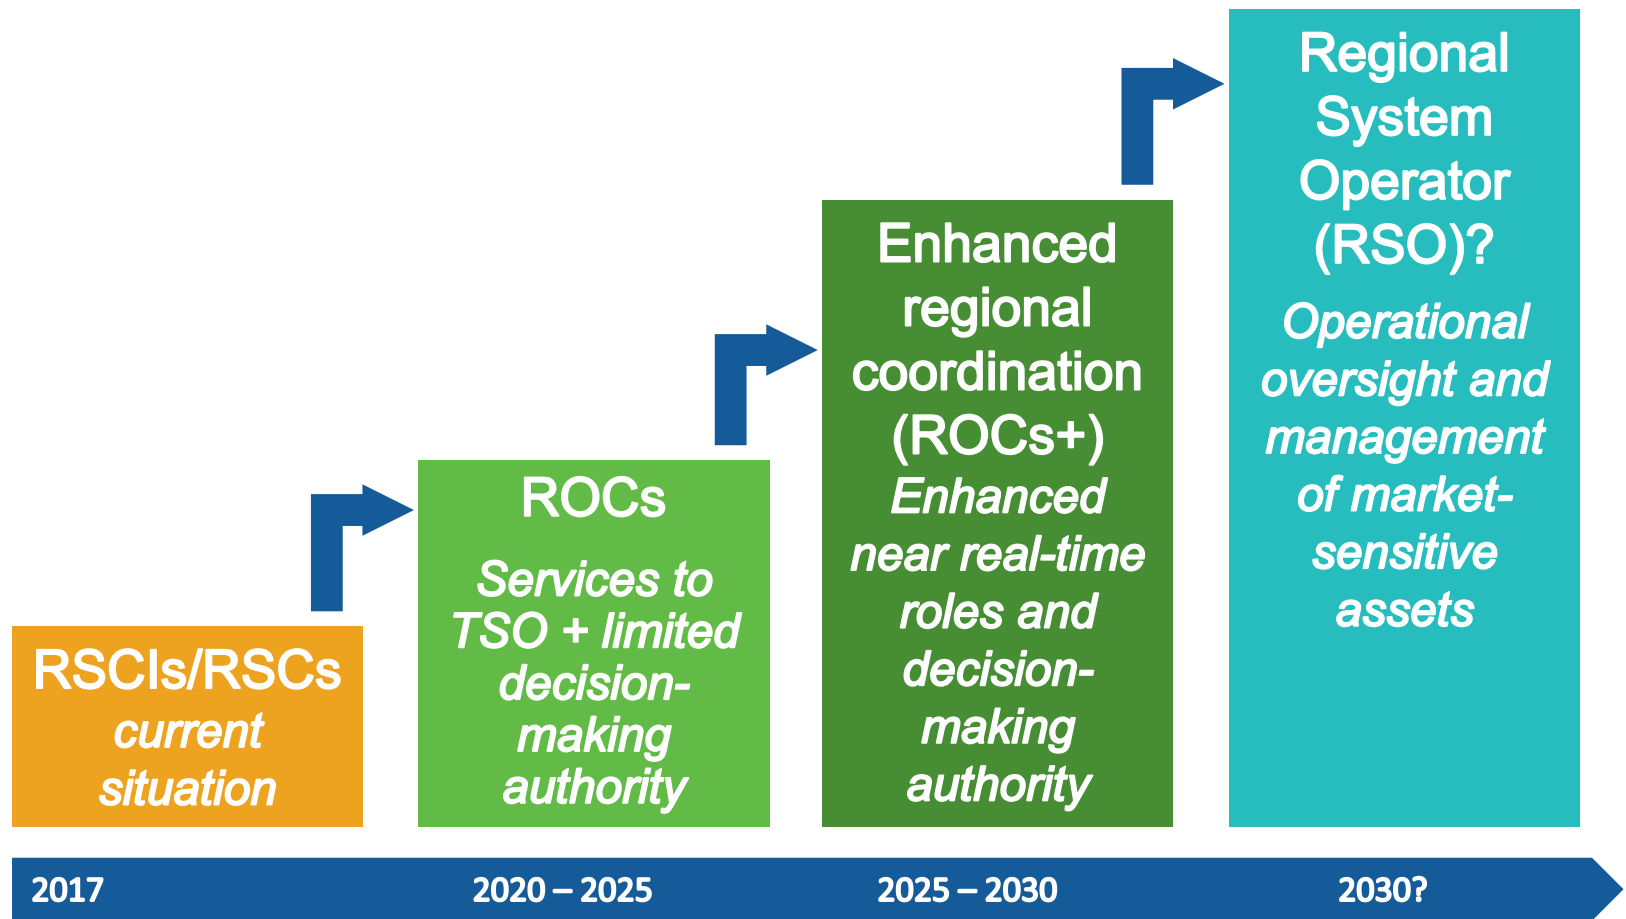 RSCIs/RSCs
current
situation
ROCs
Services to
TSO + limited
decision-
making
authority
Enhanced
regional
coordination
(ROCs+)
Enhanced
near real-time
roles and
decision-
making
authority
Regional
System
Operator
(RSO)?
Operational
oversight and
management
of market-
sensitive
assets
2017
2020 – 2025
2025 – 2030
2030?